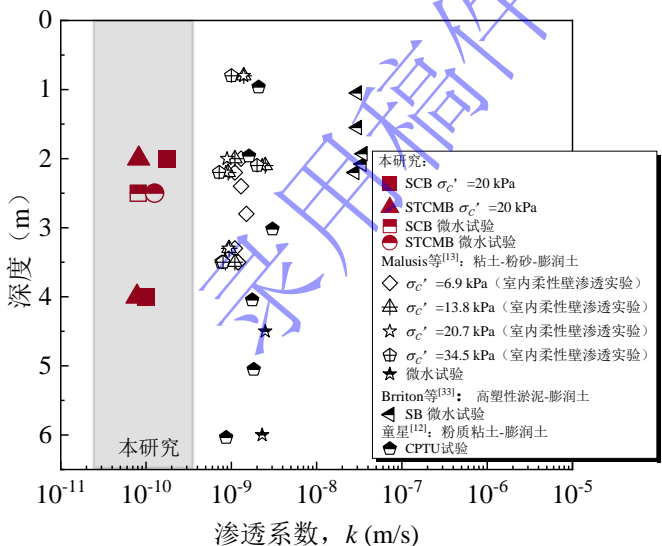 0
1
2
3
4
5
6
深度（m）
本研究
10-11
10-10
10-9
10-8
10-7
10-6
10-5
渗透系数，k (m/s)
本研究：
SCB σC’ =20 kPa
STCMB σC’ =20 kPa
SCB 微水试验
STCMB 微水试验
Malusis等[13]：粘土-粉砂-膨润土
σC’ =6.9 kPa（室内柔性壁渗透实验）
σC’ =13.8 kPa（室内柔性壁渗透实验）
σC’ =20.7 kPa（室内柔性壁渗透实验）
σC’ =34.5 kPa（室内柔性壁渗透实验）
微水试验
Brriton等[33]： 高塑性淤泥-膨润土
SB 微水试验
童星[12]：粉质粘土-膨润土
CPTU试验
录用稿件